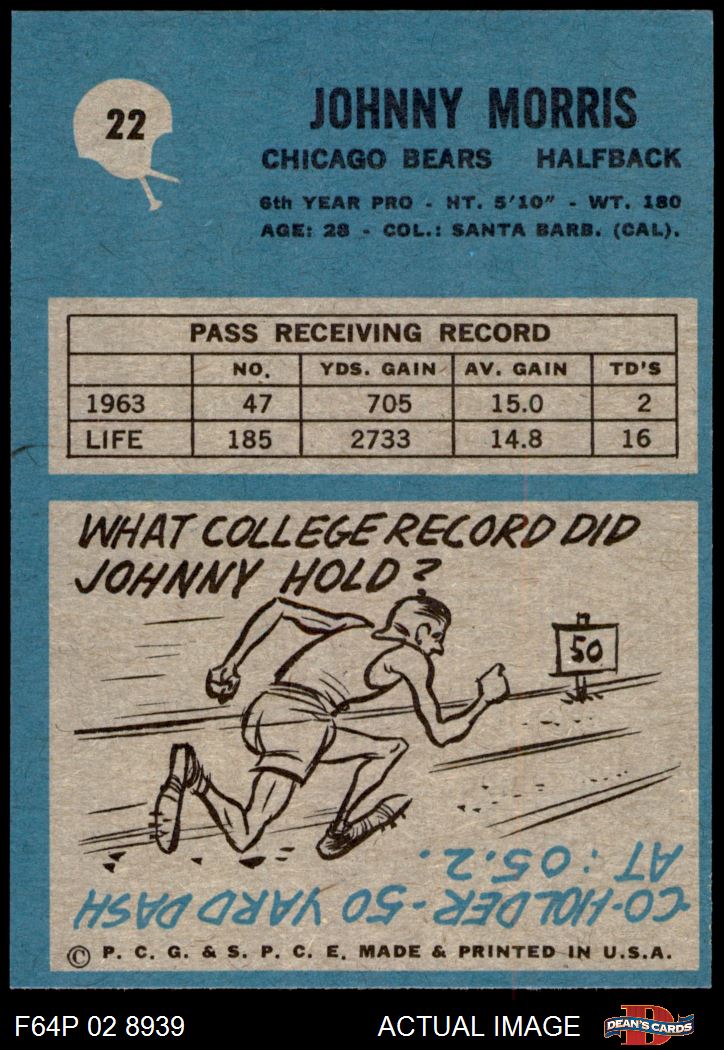 22
JOHNNY MORRIS
CHICAGO BEARS HALFBACK
6th YEAR PRO - HT. 5'10" - WT. 180
AGE: 28 - COL.: SANTA BARB. (CAL).
PASS RECEIVING RECORD
NO. YDS. GAIN AV. GAIN TD'S
1963 47 705 15.0 2
LIFE 185 2733 14.8 16
WHAT COLLEGE RECORD DID
JOHNNY HOLD?
50
CO-HOLDER-50 YARD DASH
AT: 05.2.
© P. C. G. & S. P. C. E. MADE & PRINTED IN U.S.A.
F64P 02 8939 ACTUAL IMAGE
D
DEAN'S CARDS